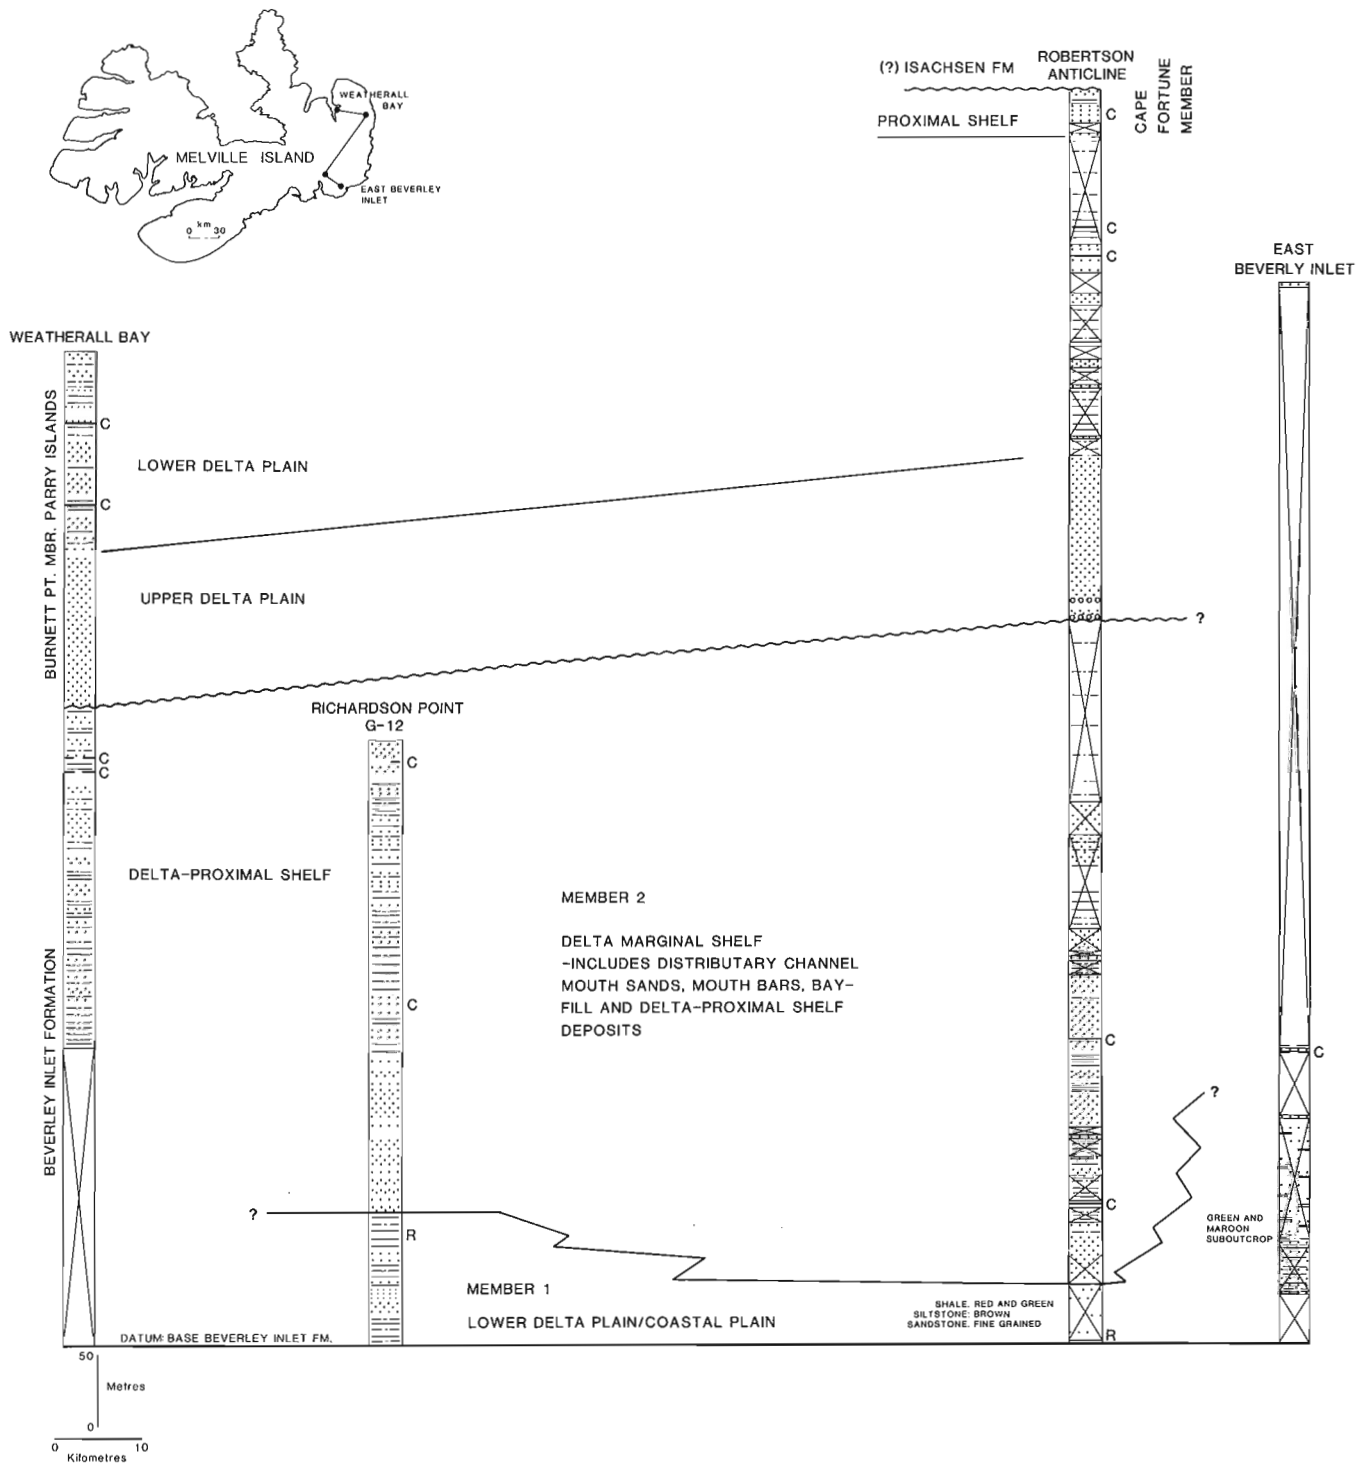 WEATHERALL
BAY
MELVILLE ISLAND
EAST BEVERLEY
INLET
km
0 30
(?) ISACHSEN FM
ROBERTSON
ANTICLINE
CAPE
FORTUNE
MEMBER
PROXIMAL SHELF
C
C
C
EAST
BEVERLY INLET
WEATHERALL BAY
BURNETT PT. MBR. PARRY ISLANDS
C
LOWER DELTA PLAIN
C
UPPER DELTA PLAIN
?
RICHARDSON POINT
G-12
C
C
C
DELTA-PROXIMAL SHELF
MEMBER 2
DELTA MARGINAL SHELF
-INCLUDES DISTRIBUTARY CHANNEL
MOUTH SANDS, MOUTH BARS, BAY-
FILL AND DELTA-PROXIMAL SHELF
DEPOSITS
BEVERLEY INLET FORMATION
C
C
C
?
C
?
R
GREEN AND
MAROON
SUBOUTCROP
MEMBER 1
LOWER DELTA PLAIN/COASTAL PLAIN
SHALE, RED AND GREEN
SILTSTONE: BROWN
SANDSTONE, FINE GRAINED
R
DATUM: BASE BEVERLEY INLET FM.
50
Metres
0
0 10
Kilometres